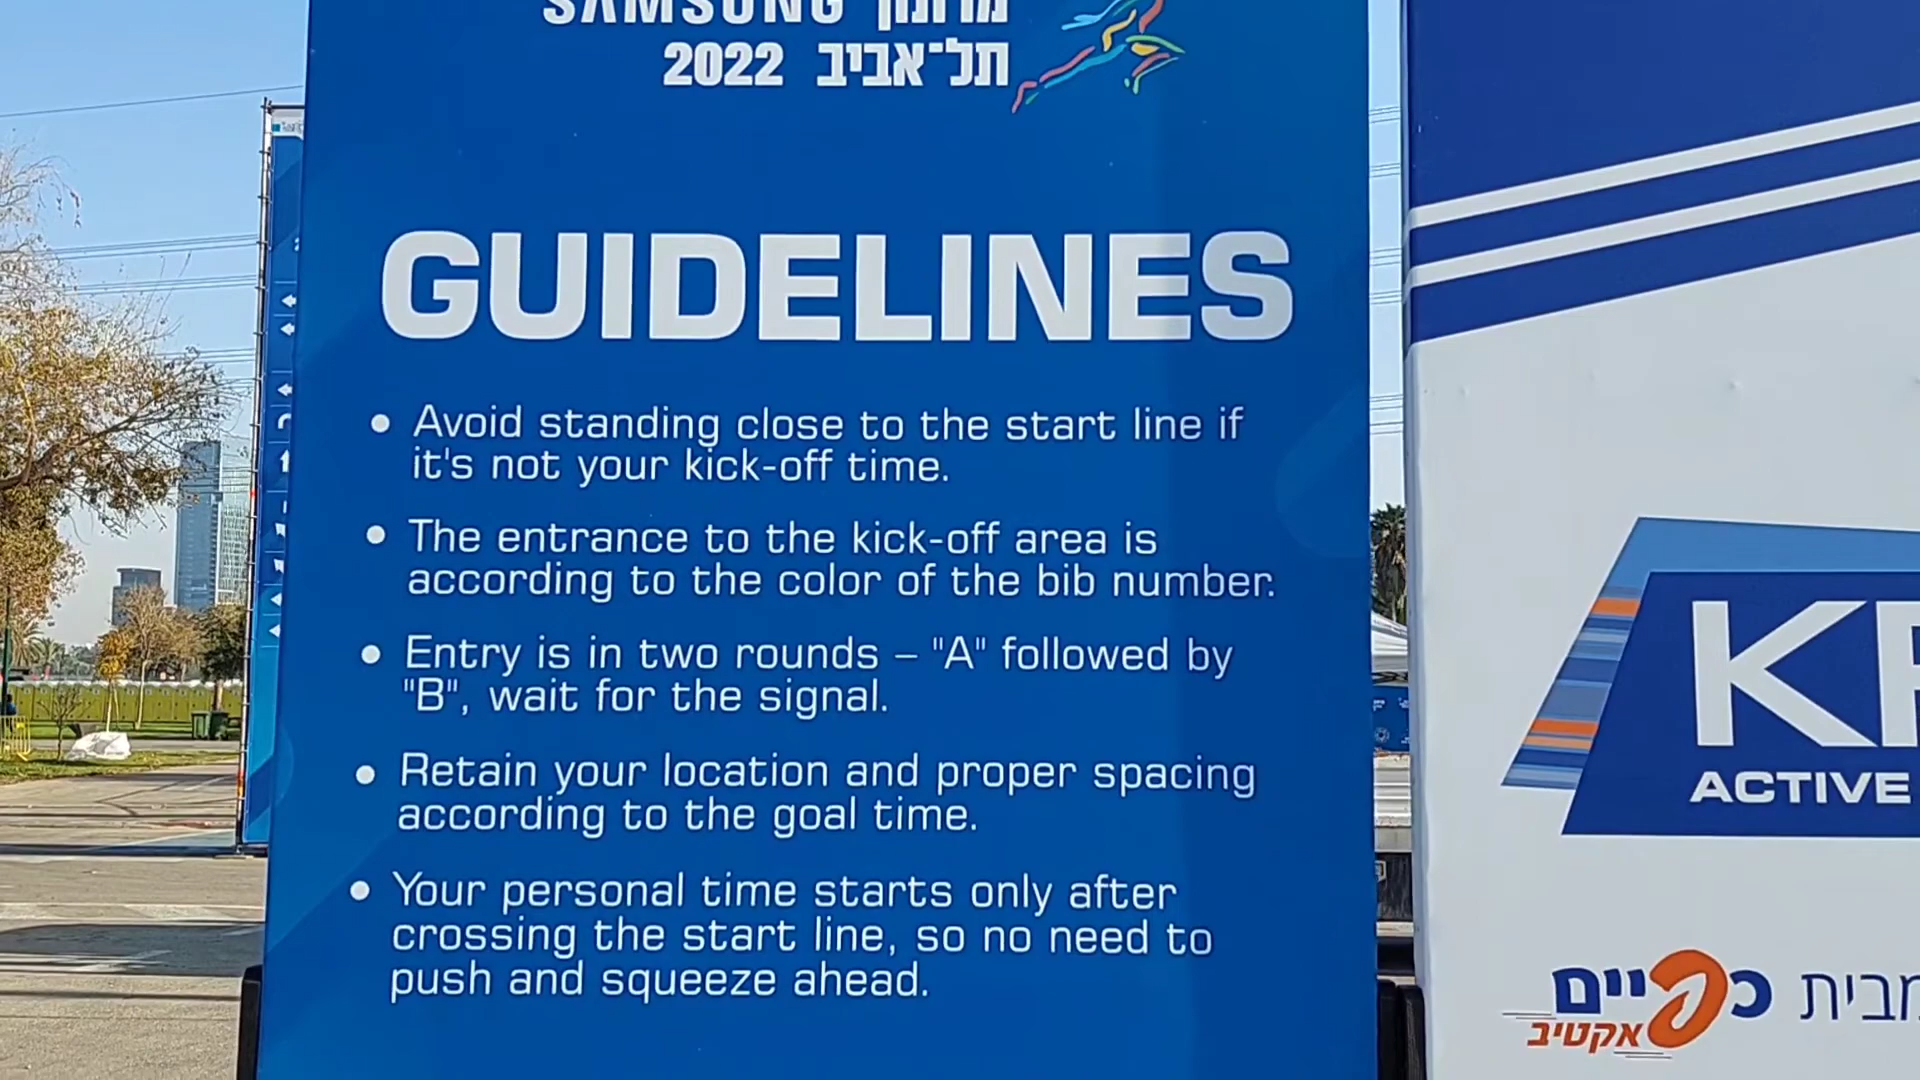 SAMSUNG מרתון
תל־אביב 2022
GUIDELINES
• Avoid standing close to the start line if
it's not your kick-off time.
• The entrance to the kick-off area is
according to the color of the bib number.
• Entry is in two rounds – "A" followed by
"B", wait for the signal.
• Retain your location and proper spacing
according to the goal time.
• Your personal time starts only after
crossing the start line, so no need to
push and squeeze ahead.
ACTIVE
מבית כפיים
אקטיב